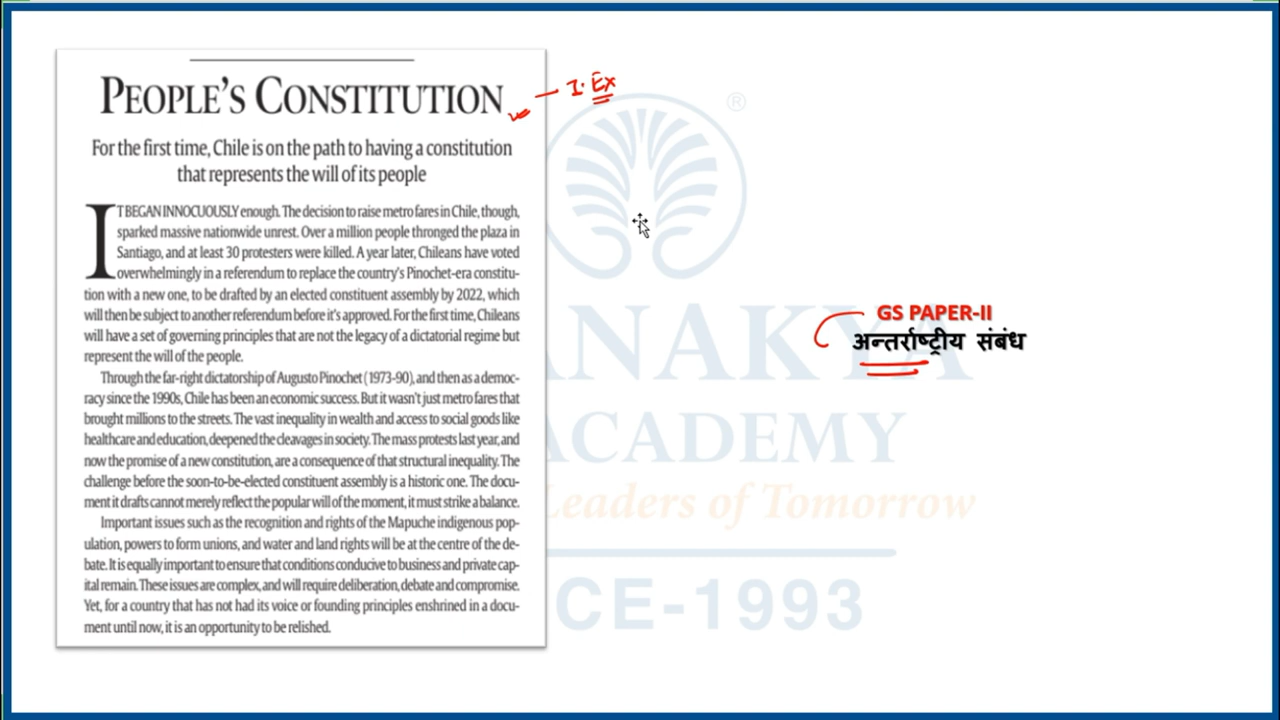 PEOPLE'S CONSTITUTION
I. Ex
For the first time, Chile is on the path to having a constitution
that represents the will of its people
IT BEGAN INNOCUOUSLY enough. The decision to raise metro fares in Chile, though,
sparked massive nationwide unrest. Over a million people thronged the plaza in
Santiago, and at least 30 protesters were killed. A year later, Chileans have voted
overwhelmingly in a referendum to replace the country's Pinochet-era constitu-
tion with a new one, to be drafted by an elected constituent assembly by 2022, which
will then be subject to another referendum before it's approved. For the first time, Chileans
will have a set of governing principles that are not the legacy of a dictatorial regime but
represent the will of the people.
Through the far-right dictatorship of Augusto Pinochet (1973-90), and then as a democ-
racy since the 1990s, Chile has been an economic success. But it wasn't just metro fares that
brought millions to the streets. The vast inequality in wealth and access to social goods like
healthcare and education, deepened the cleavages in society. The mass protests last year, and
now the promise of a new constitution, are a consequence of that structural inequality. The
challenge before the soon-to-be-elected constituent assembly is a historic one. The docu-
ment it drafts cannot merely reflect the popular will of the moment, it must strike a balance.
Important issues such as the recognition and rights of the Mapuche indigenous pop-
ulation, powers to form unions, and water and land rights will be at the centre of the de-
bate. It is equally important to ensure that conditions conducive to business and private cap-
ital remain. These issues are complex, and will require deliberation, debate and compromise.
Yet, for a country that has not had its voice or founding principles enshrined in a docu-
ment until now, it is an opportunity to be relished.
GS PAPER-II
अन्तर्राष्ट्रीय संबंध
®
ANAKYA
ACADEMY
Leaders of Tomorrow
CE-1993